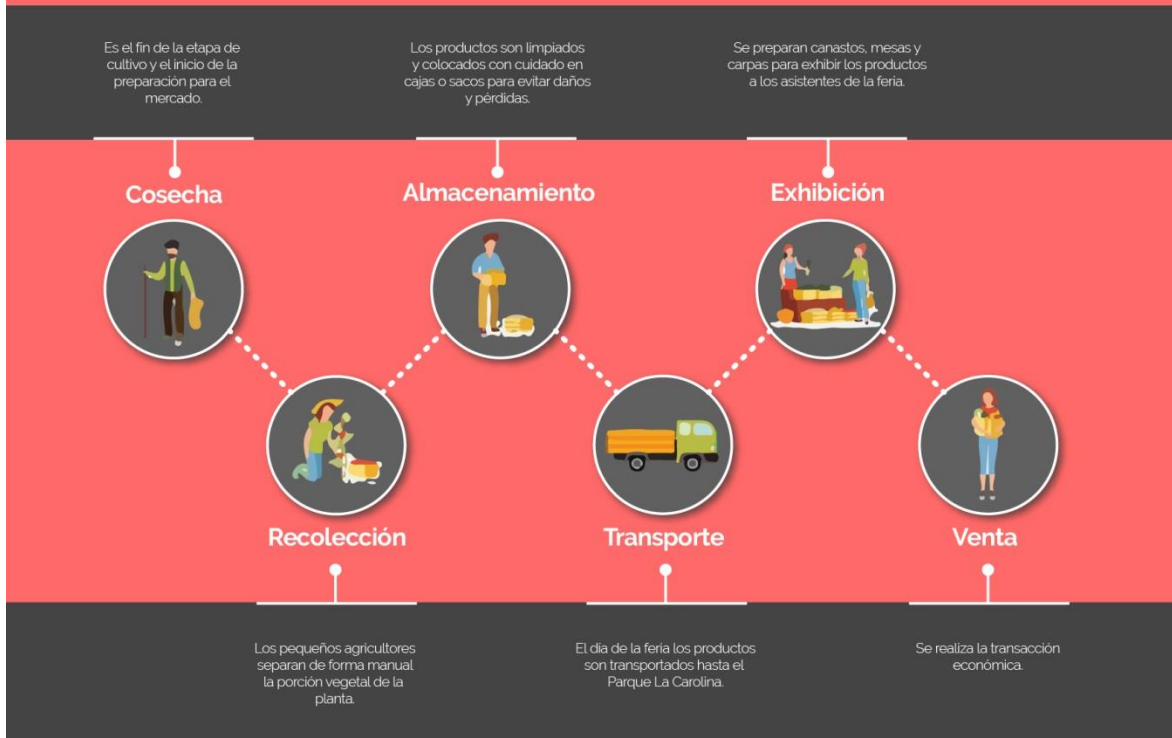 Es el fin de la etapa de
cultivo y el inicio de la
preparación para el
mercado.
Cosecha
Recolección
Los pequeños agricultores
separan de forma manual
la porción vegetal de la
planta.
Los productos son limpiados
y colocados con cuidado en
cajas o sacos para evitar daños
y pérdidas.
Almacenamiento
Transporte
El día de la feria los productos
son transportados hasta el
Parque La Carolina.
Se preparan canastos, mesas y
carpas para exhibir los productos
a los asistentes de la feria.
Exhibición
Venta
Se realiza la transacción
económica.